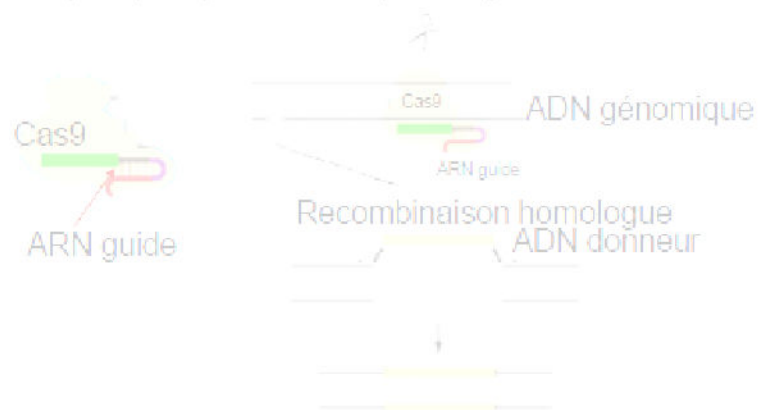 Cas9
ARN guide
Cas9
ADN génomique
ARN guide
Recombinaison homologue
ADN donneur